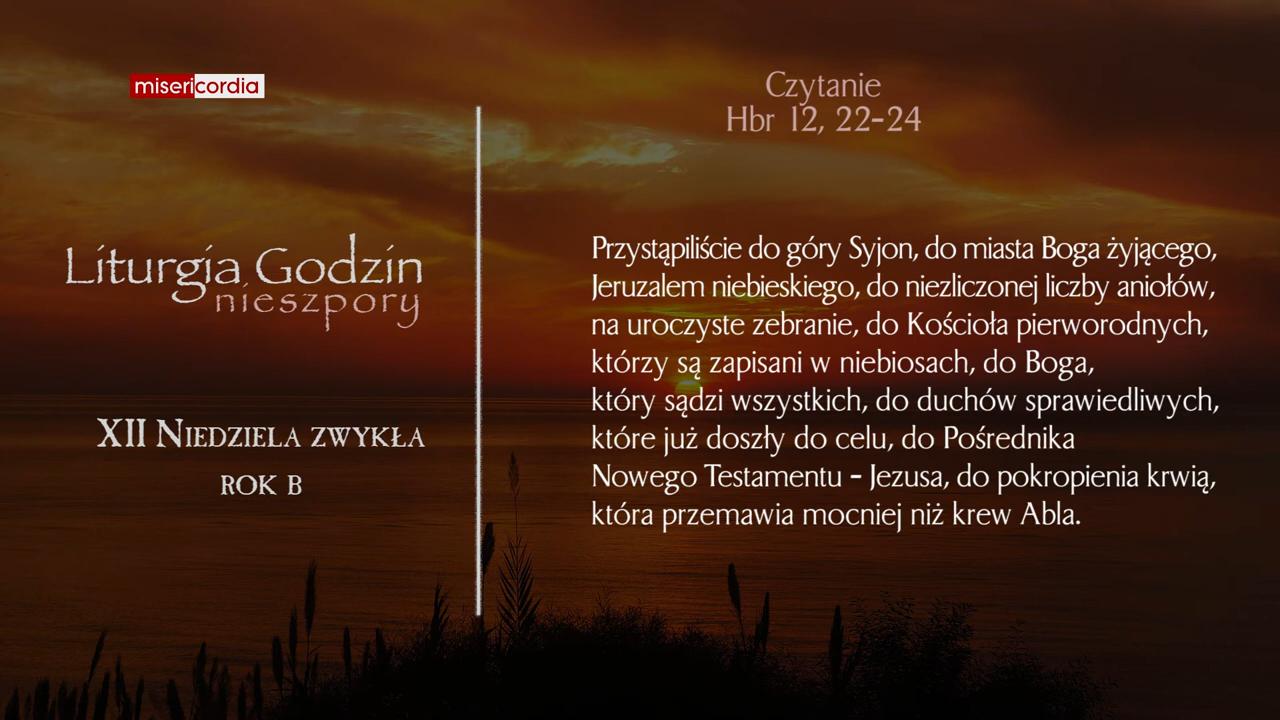 misericordia
Liturgia Godzin
nieszpory
XII Niedziela zwykła
rok B
Czytanie
Hbr 12, 22-24
Przystąpiliście do góry Syjon, do miasta Boga żyjącego,
Jeruzalem niebieskiego, do niezliczonej liczby aniołów,
na uroczyste zebranie, do Kościoła pierworodnych,
którzy są zapisani w niebiosach, do Boga,
który sądzi wszystkich, do duchów sprawiedliwych,
które już doszły do celu, do Pośrednika
Nowego Testamentu - Jezusa, do pokropienia krwią,
która przemawia mocniej niż krew Abla.